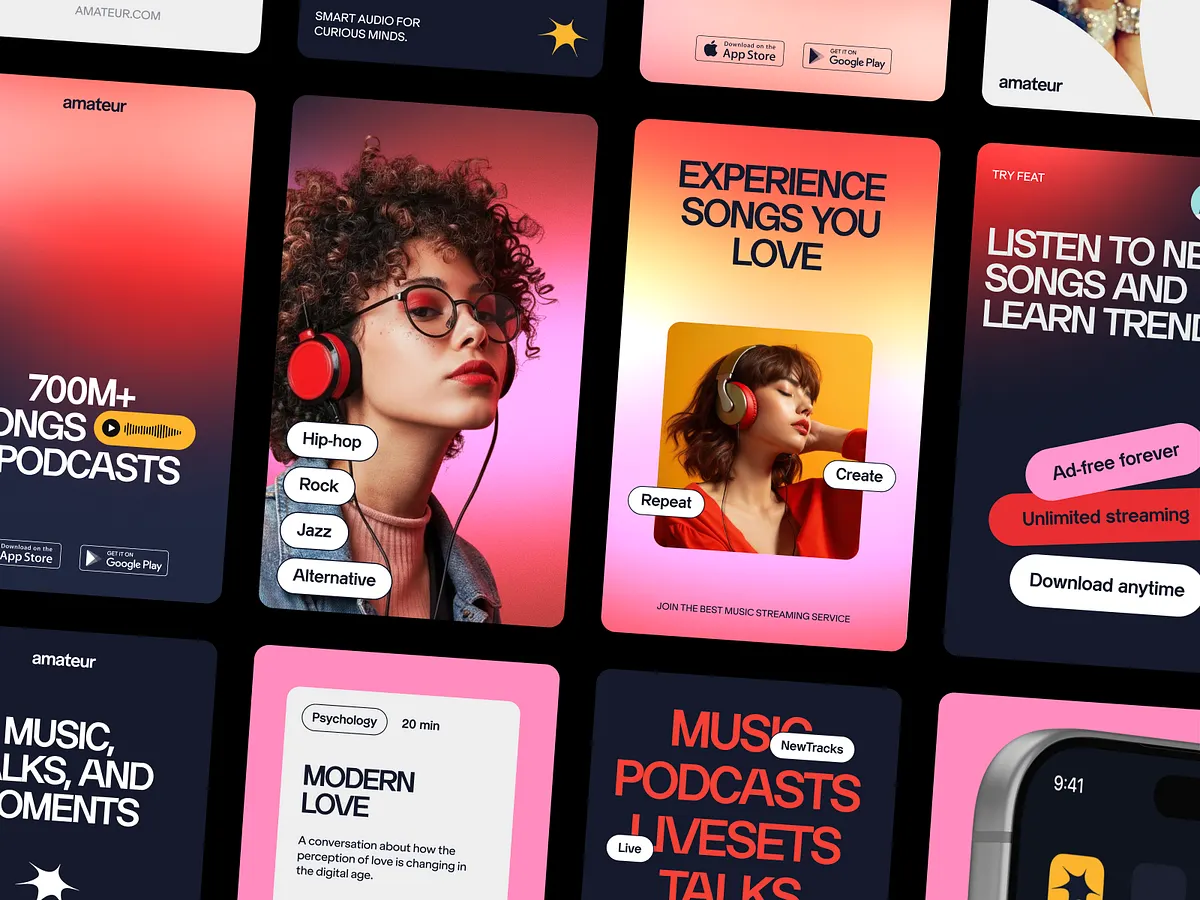 AMATEUR.COM
SMART AUDIO FOR
CURIOUS MINDS.
Download on the
App Store
GET IT ON
Google Play
amateur
amateur
700M+
ONGS
PODCASTS
Download on the
App Store
GET IT ON
Google Play
Hip-hop
Rock
Jazz
Alternative
EXPERIENCE
SONGS YOU
LOVE
Create
Repeat
JOIN THE BEST MUSIC STREAMING SERVICE
TRY FEAT
LISTEN TO NE
SONGS AND
LEARN TREND
Ad-free forever
Unlimited streaming
Download anytime
amateur
MUSIC,
ALKS, AND
OMENTS
Psychology
20 min
MODERN
LOVE
A conversation about how the
perception of love is changing in
the digital age.
MUSIC
NewTracks
PODCASTS
LIVESETS
Live
TALKS
9:41